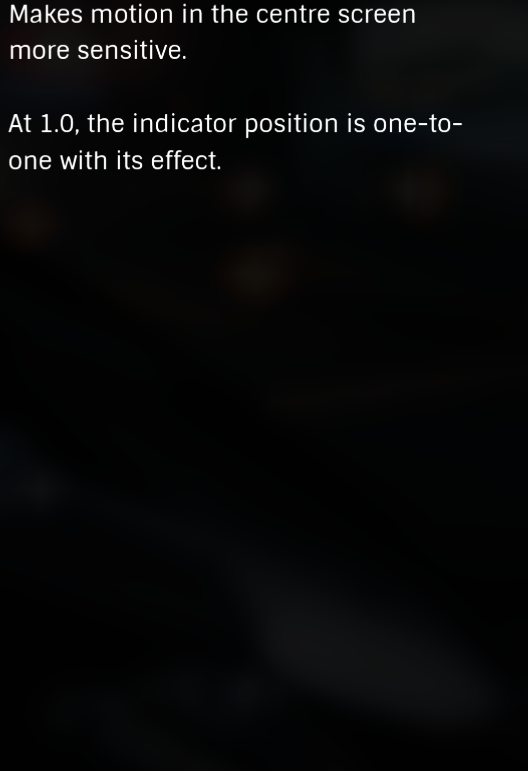 Makes motion in the centre screen
more sensitive.
At 1.0, the indicator position is one-to-
one with its effect.